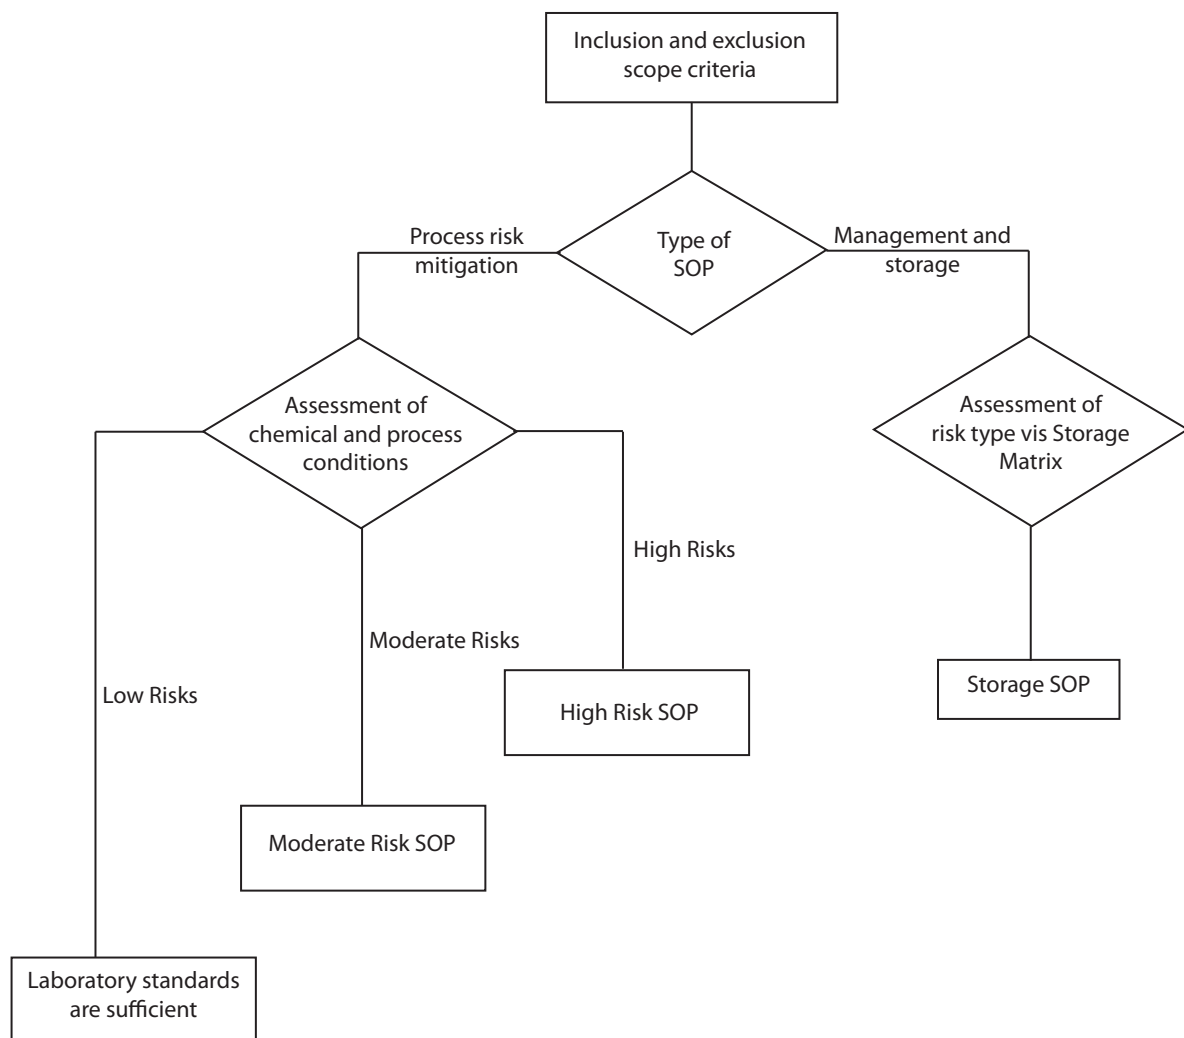 Inclusion and exclusion
scope criteria
Process risk
mitigation
Type of
SOP
Management and
storage
Assessment of
chemical and process
conditions
Assessment of
risk type vis Storage
Matrix
High Risks
Moderate Risks
Low Risks
High Risk SOP
Storage SOP
Moderate Risk SOP
Laboratory standards
are sufficient